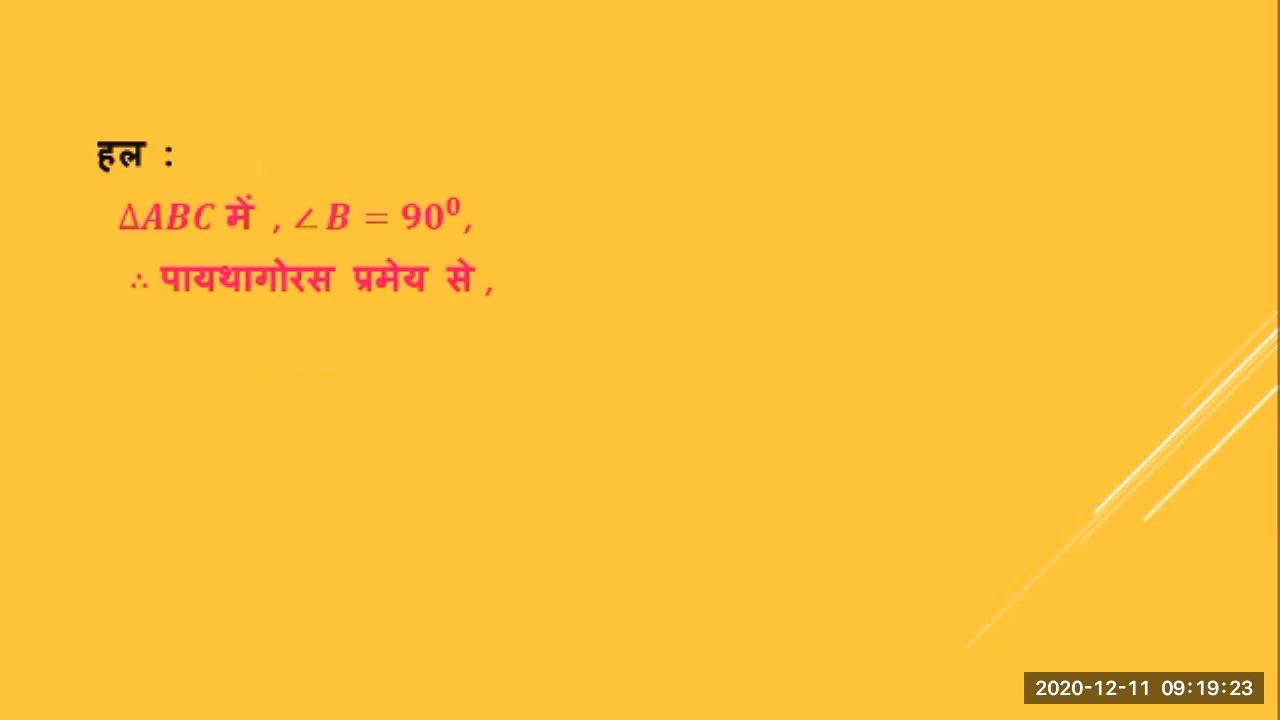 हल :
ΔABC में , ∠B = 90⁰,
∴ पायथागोरस प्रमेय से ,
2020-12-11 09:19:23